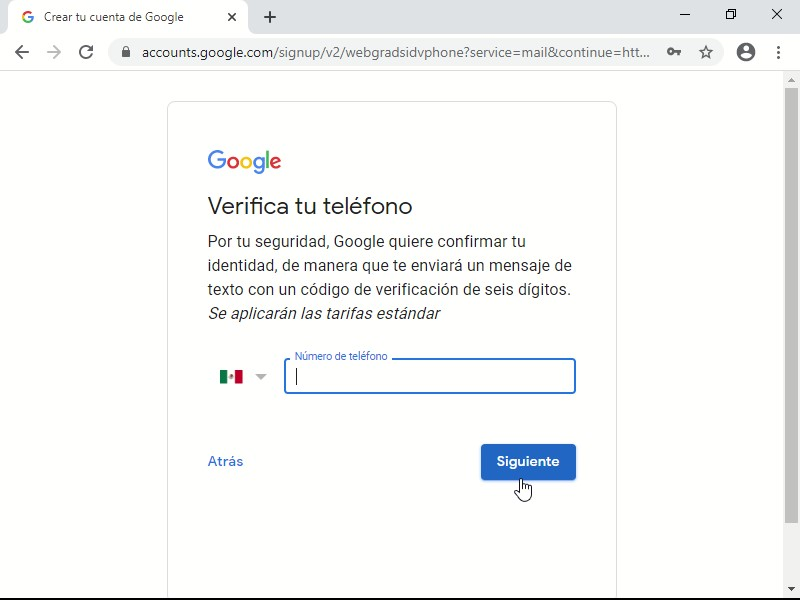 Crear tu cuenta de Google
accounts.google.com/signup/v2/webgradsidvphone?service=mail&continue=htt...
Google
Verifica tu teléfono
Por tu seguridad, Google quiere confirmar tu
identidad, de manera que te enviará un mensaje de
texto con un código de verificación de seis dígitos.
Se aplicarán las tarifas estándar
Número de teléfono
Atrás
Siguiente